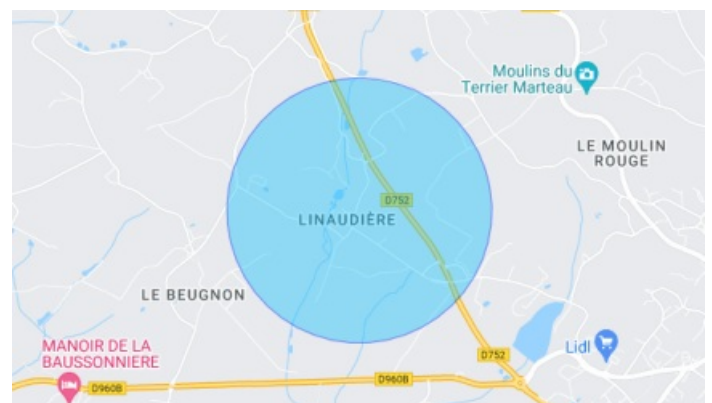 Moulins du
Terrier Marteau
LE MOULIN
ROUGE
D752
LINAUDIÈRE
LE BEUGNON
MANOIR DE LA
BAUSSONNIERE
Lidl
D752
D960B
D960B